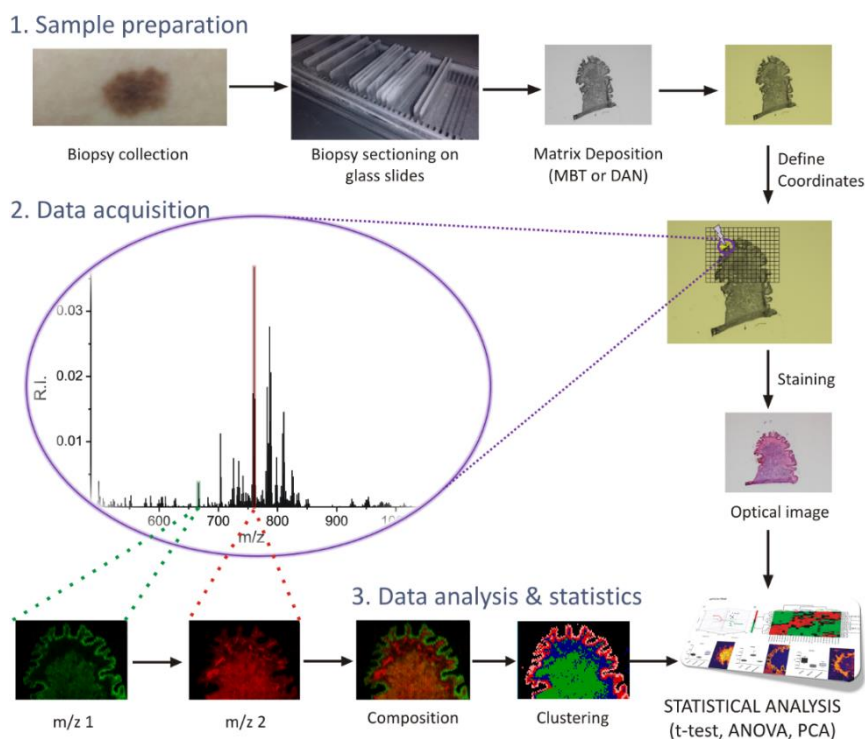 1. Sample preparation
Biopsy collection
Biopsy sectioning on
glass slides
Matrix Deposition
(MBT or DAN)
Define
Coordinates
2. Data acquisition
0.03
0.02
0.01
R.I.
600
700
800
900
m/z
Staining
Optical image
3. Data analysis & statistics
m/z 1
m/z 2
Composition
Clustering
STATISTICAL ANALYSIS
(t-test, ANOVA, PCA)